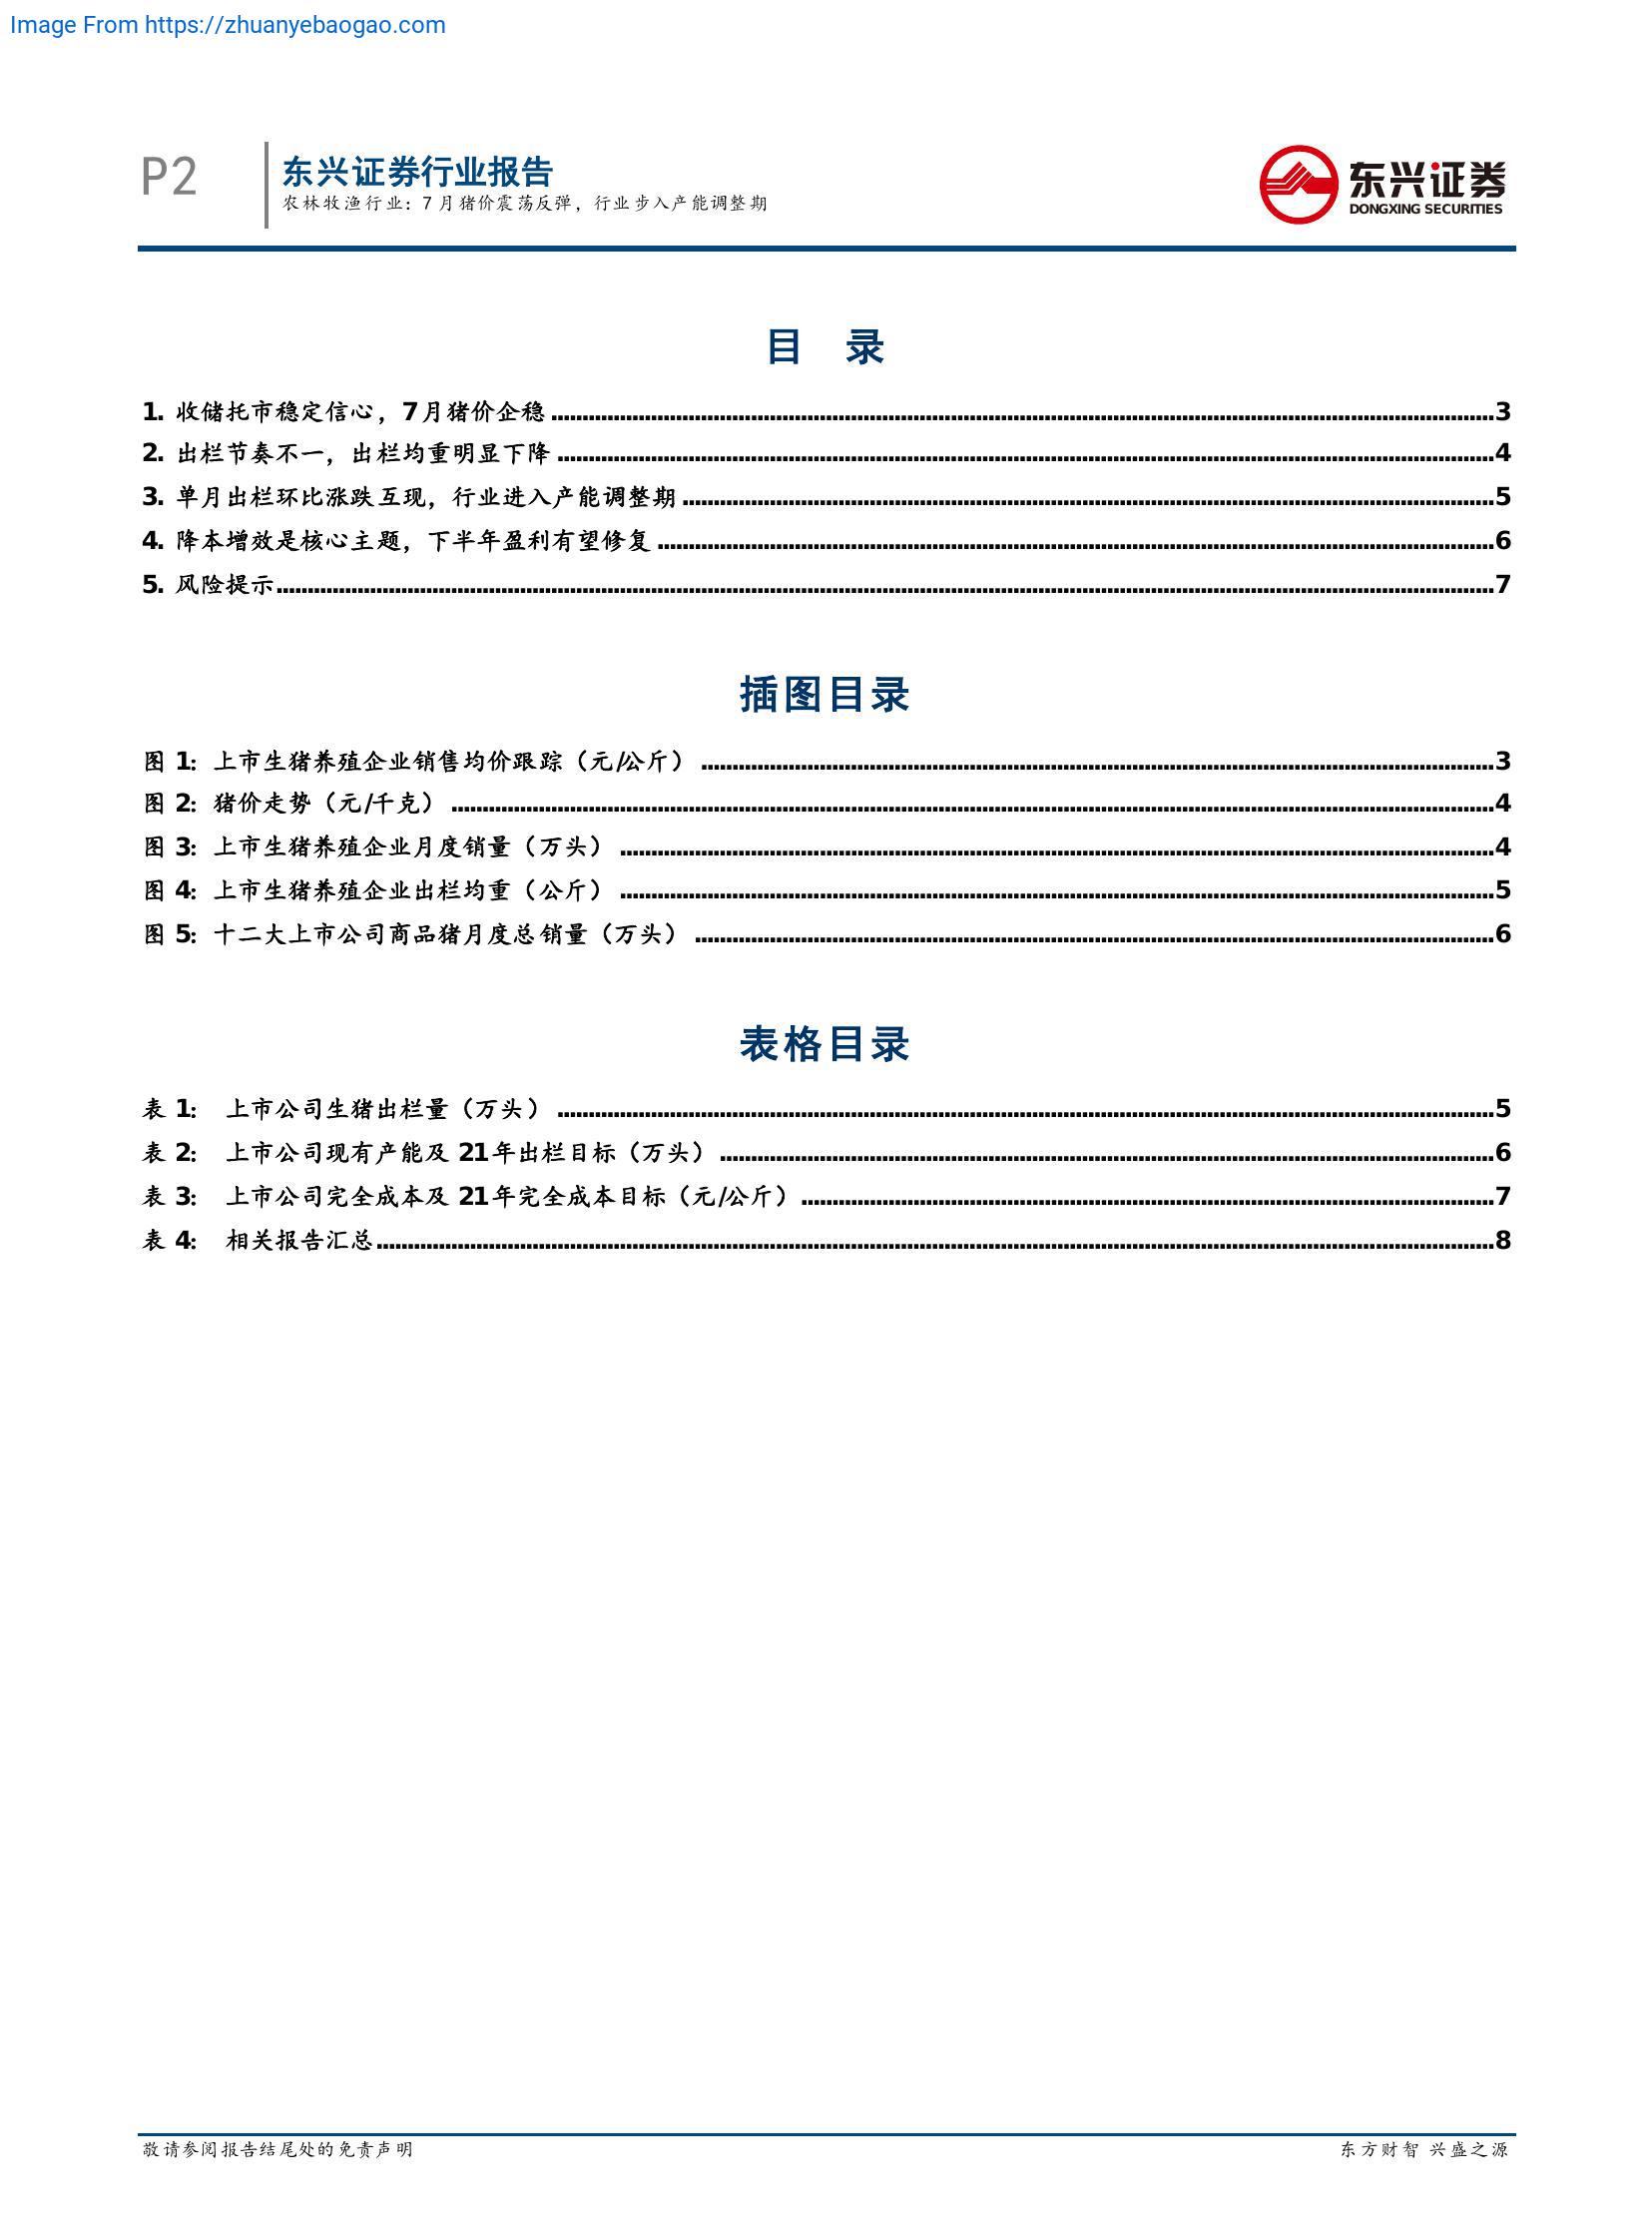 Image From https://zhuanyebaogao.com
P2
东兴证券行业报告
农林牧渔行业：7 月猪价震荡反弹，行业步入产能调整期
东兴证券
DONGXING SECURITIES
目 录
1. 收储托市稳定信心，7 月猪价企稳 3
2. 出栏节奏不一，出栏均重明显下降 4
3. 单月出栏环比涨跌互现，行业进入产能调整期 5
4. 降本增效是核心主题，下半年盈利有望修复 6
5. 风险提示 7
插图目录
图 1: 上市生猪养殖企业销售均价跟踪（元/公斤） 3
图 2: 猪价走势（元/千克） 4
图 3: 上市生猪养殖企业月度销量（万头） 4
图 4: 上市生猪养殖企业出栏均重（公斤） 5
图 5: 十二大上市公司商品猪月度总销量（万头） 6
表格目录
表 1: 上市公司生猪出栏量（万头） 5
表 2: 上市公司现有产能及 21 年出栏目标（万头） 6
表 3: 上市公司完全成本及 21 年完全成本目标（元/公斤） 7
表 4: 相关报告汇总 8
敬请参阅报告结尾处的免责声明
东方财智 兴盛之源